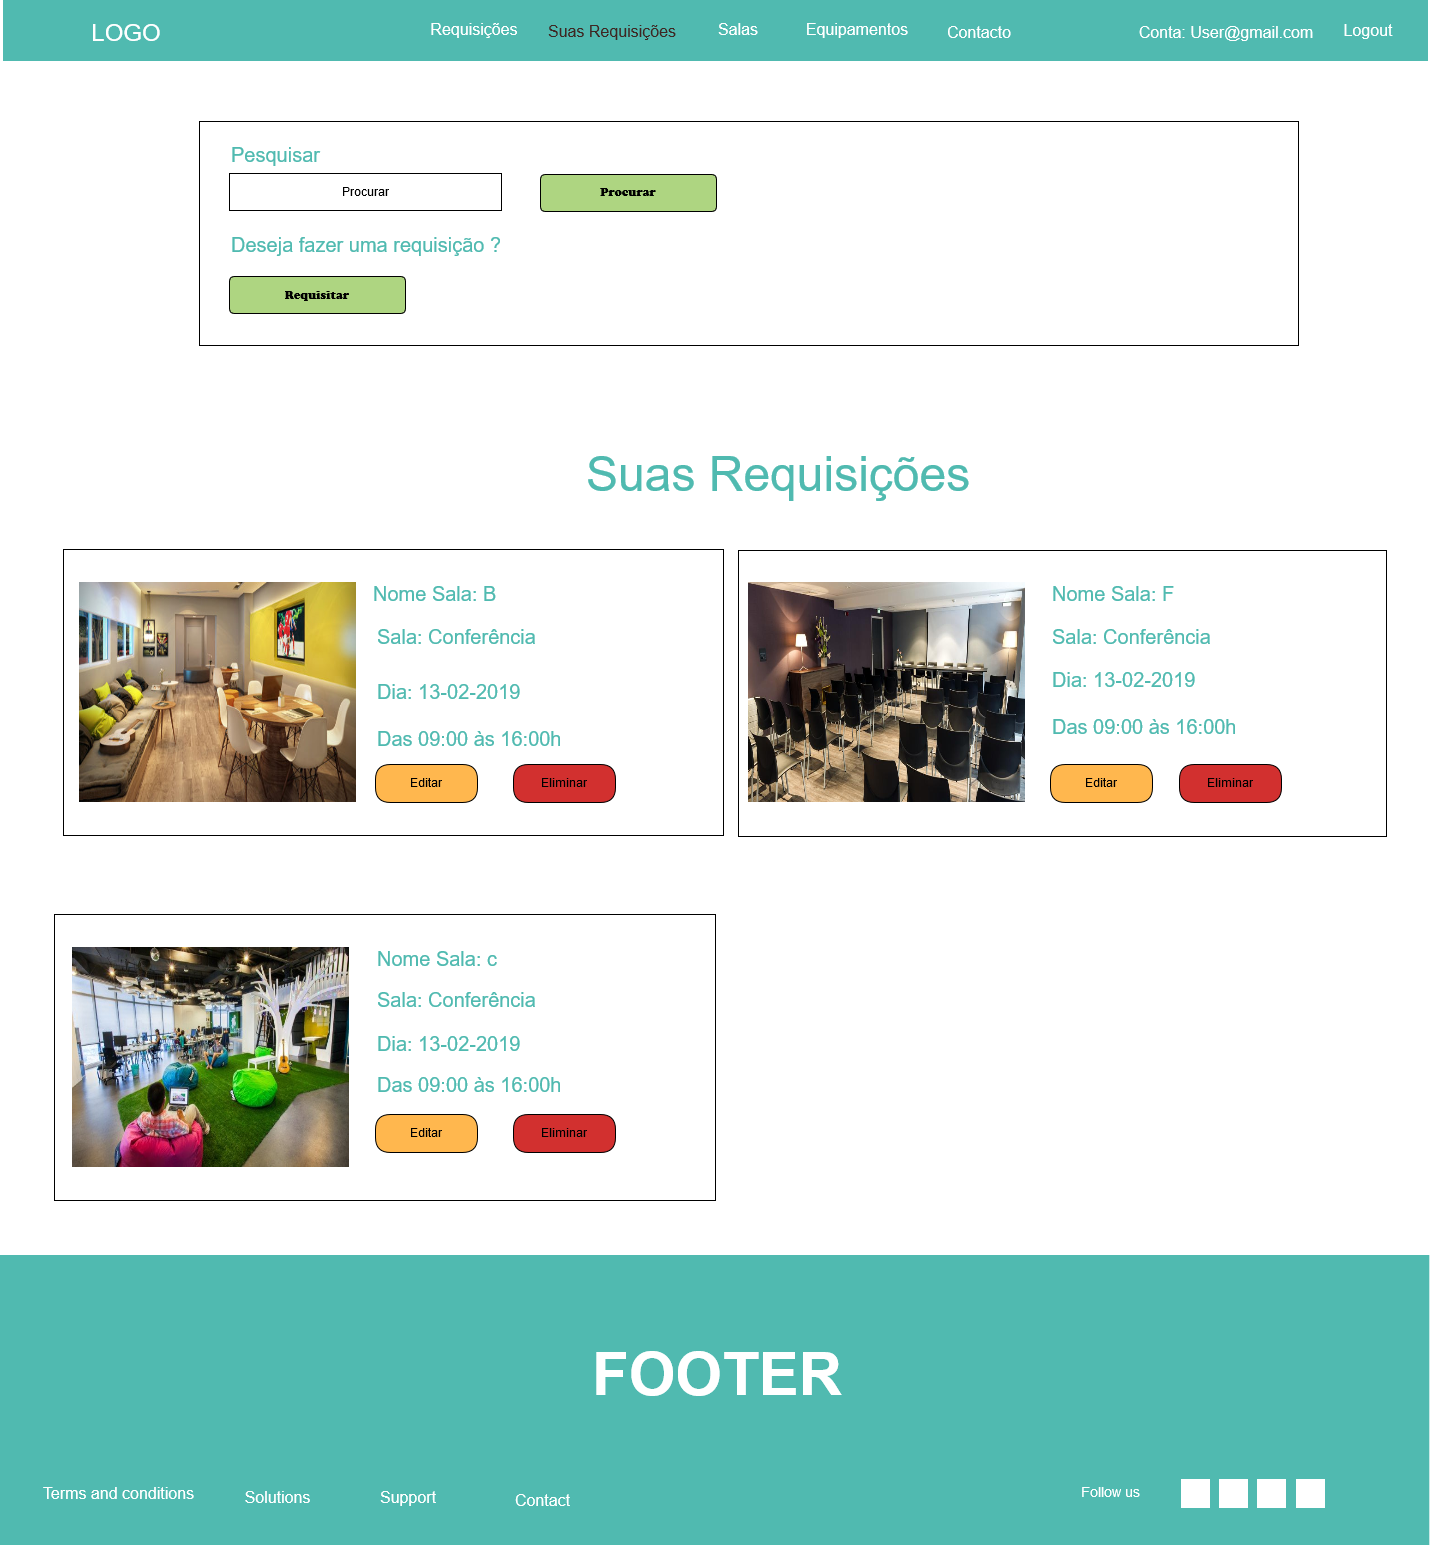 LOGO
Requisições
Suas Requisições
Salas
Equipamentos
Contacto
Conta: User@gmail.com
Logout
Pesquisar
Procurar
Procurar
Deseja fazer uma requisição ?
Requisitar
Suas Requisições
Nome Sala: B
Sala: Conferência
Dia: 13-02-2019
Das 09:00 às 16:00h
Editar
Eliminar
Nome Sala: F
Sala: Conferência
Dia: 13-02-2019
Das 09:00 às 16:00h
Editar
Eliminar
Nome Sala: c
Sala: Conferência
Dia: 13-02-2019
Das 09:00 às 16:00h
Editar
Eliminar
FOOTER
Terms and conditions
Solutions
Support
Contact
Follow us